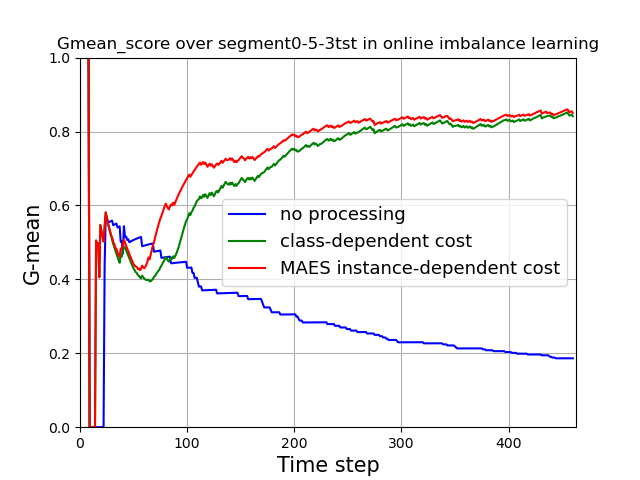 Gmean_score over segment0-5-3tst in online imbalance learning
G-mean
1.0
0.8
0.6
0.4
0.2
0.0
no processing
class-dependent cost
MAES instance-dependent cost
0 100 200 300 400
Time step